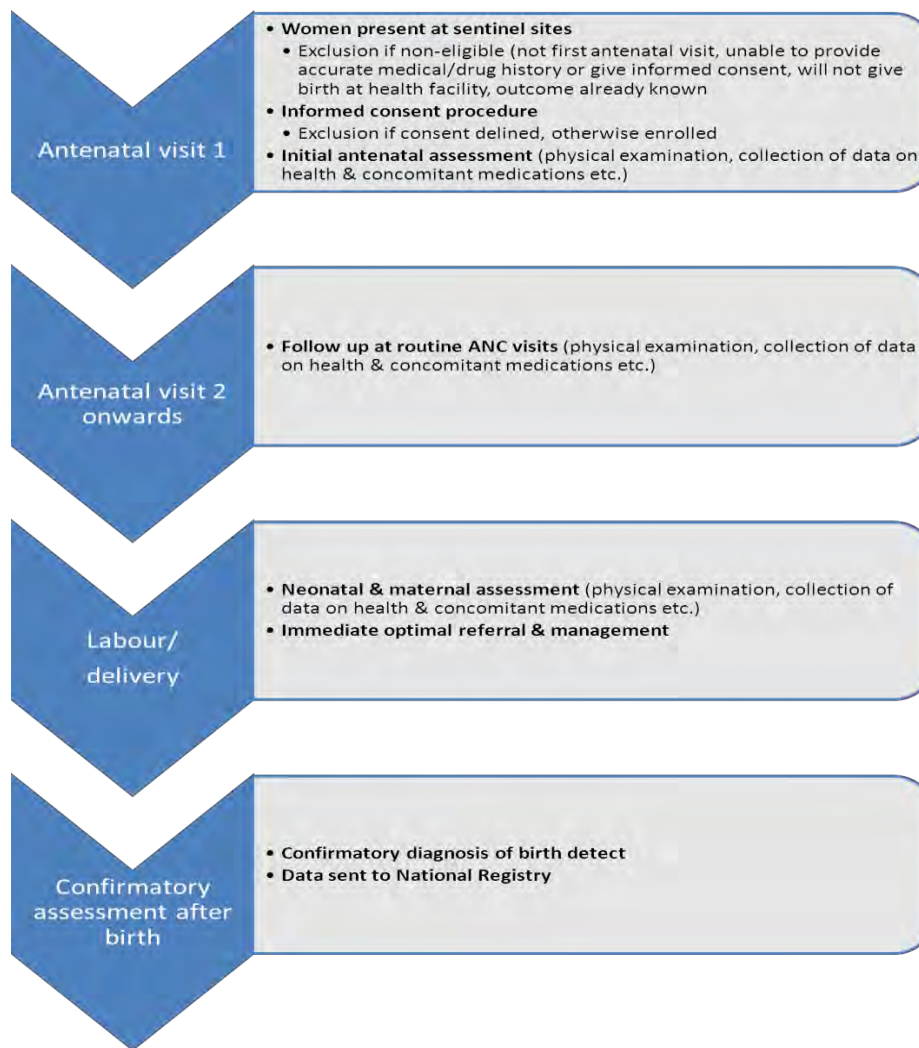 Antenatal visit 1
• Women present at sentinel sites
• Exclusion if non-eligible (not first antenatal visit, unable to provide
accurate medical/drug history or give informed consent, will not give
birth at health facility, outcome already known
• Informed consent procedure
• Exclusion if consent delined, otherwise enrolled
• Initial antenatal assessment (physical examination, collection of data on
health & concomitant medications etc.)
Antenatal visit 2
onwards
• Follow up at routine ANC visits (physical examination, collection of data
on health & concomitant medications etc.)
Labour/
delivery
• Neonatal & maternal assessment (physical examination, collection of
data on health & concomitant medications etc.)
• Immediate optimal referral & management
Confirmatory
assessment after
birth
• Confirmatory diagnosis of birth detect
• Data sent to National Registry